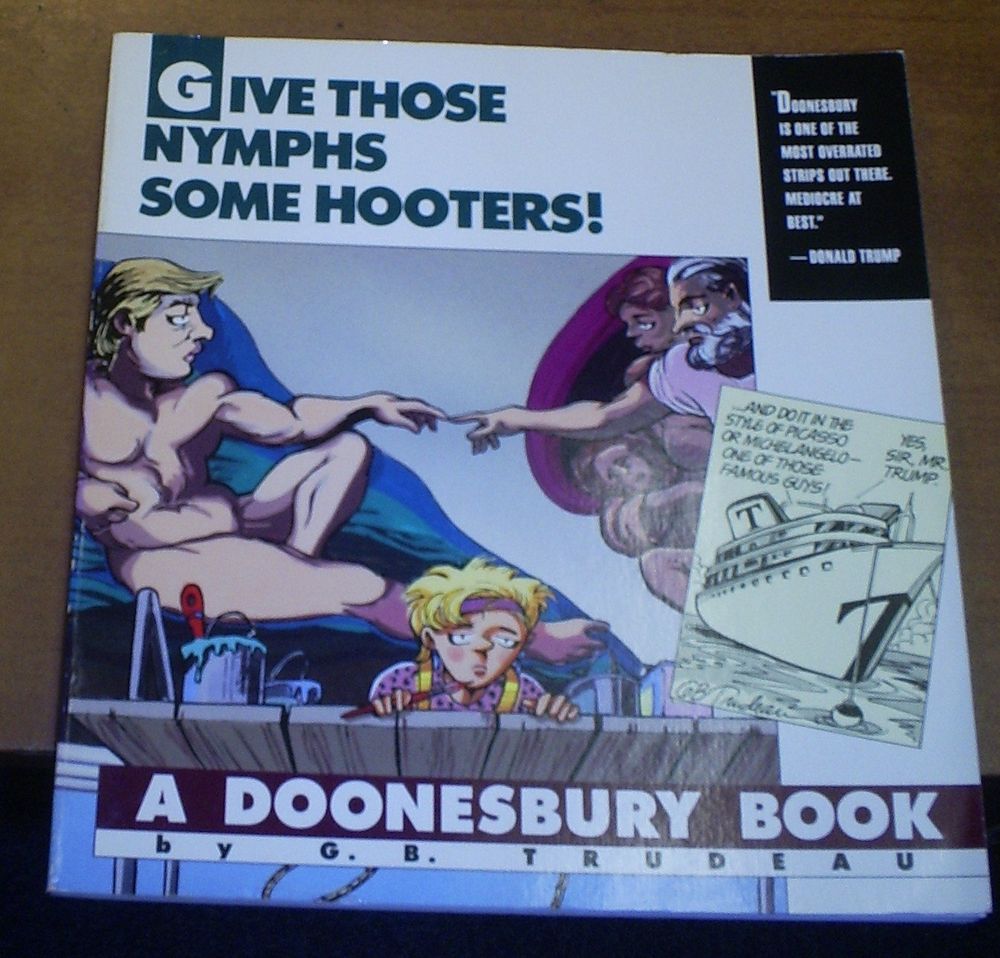 GIVE THOSE
NYMPHS
SOME HOOTERS!
"DOONESBURY
IS ONE OF THE
MOST OVERRATED
STRIPS OUT THERE.
MEDIOCRE AT
BEST."
—DONALD TRUMP
...AND DO IT IN THE
STYLE OF PICASSO
OR MICHELANGELO—
ONE OF THOSE
FAMOUS GUYS!
YES,
SIR, MR.
TRUMP.
T
T
GB Trudeau
A DOONESBURY BOOK
by G. B. TRUDEAU